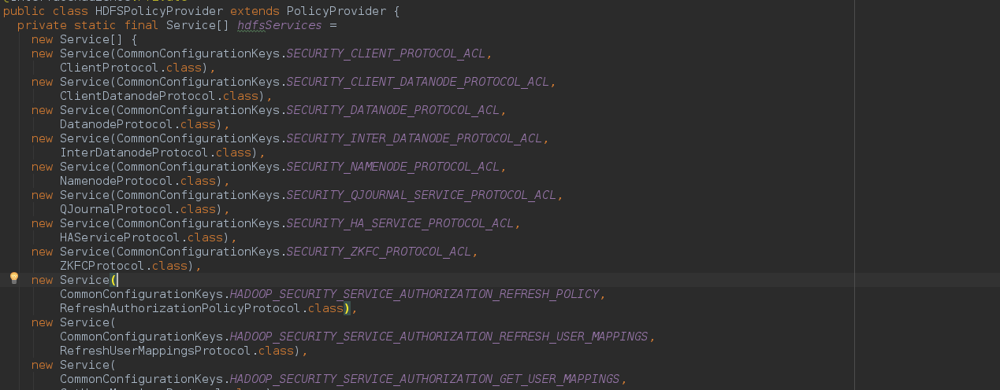 public class HDFSPolicyProvider extends PolicyProvider {
  private static final Service[] hdfsServices =
    new Service[] {
    new Service(CommonConfigurationKeys.SECURITY_CLIENT_PROTOCOL_ACL,
        ClientProtocol.class),
    new Service(CommonConfigurationKeys.SECURITY_CLIENT_DATANODE_PROTOCOL_ACL,
        ClientDatanodeProtocol.class),
    new Service(CommonConfigurationKeys.SECURITY_DATANODE_PROTOCOL_ACL,
        DatanodeProtocol.class),
    new Service(CommonConfigurationKeys.SECURITY_INTER_DATANODE_PROTOCOL_ACL,
        InterDatanodeProtocol.class),
    new Service(CommonConfigurationKeys.SECURITY_NAMENODE_PROTOCOL_ACL,
        NamenodeProtocol.class),
    new Service(CommonConfigurationKeys.SECURITY_QJOURNAL_SERVICE_PROTOCOL_ACL,
        QJournalProtocol.class),
    new Service(CommonConfigurationKeys.SECURITY_HA_SERVICE_PROTOCOL_ACL,
        HAServiceProtocol.class),
    new Service(CommonConfigurationKeys.SECURITY_ZKFC_PROTOCOL_ACL,
        ZKFCProtocol.class),
    new Service(
        CommonConfigurationKeys.HADOOP_SECURITY_SERVICE_AUTHORIZATION_REFRESH_POLICY,
        RefreshAuthorizationPolicyProtocol.class),
    new Service(
        CommonConfigurationKeys.HADOOP_SECURITY_SERVICE_AUTHORIZATION_REFRESH_USER_MAPPINGS,
        RefreshUserMappingsProtocol.class),
    new Service(
        CommonConfigurationKeys.HADOOP_SECURITY_SERVICE_AUTHORIZATION_GET_USER_MAPPINGS,